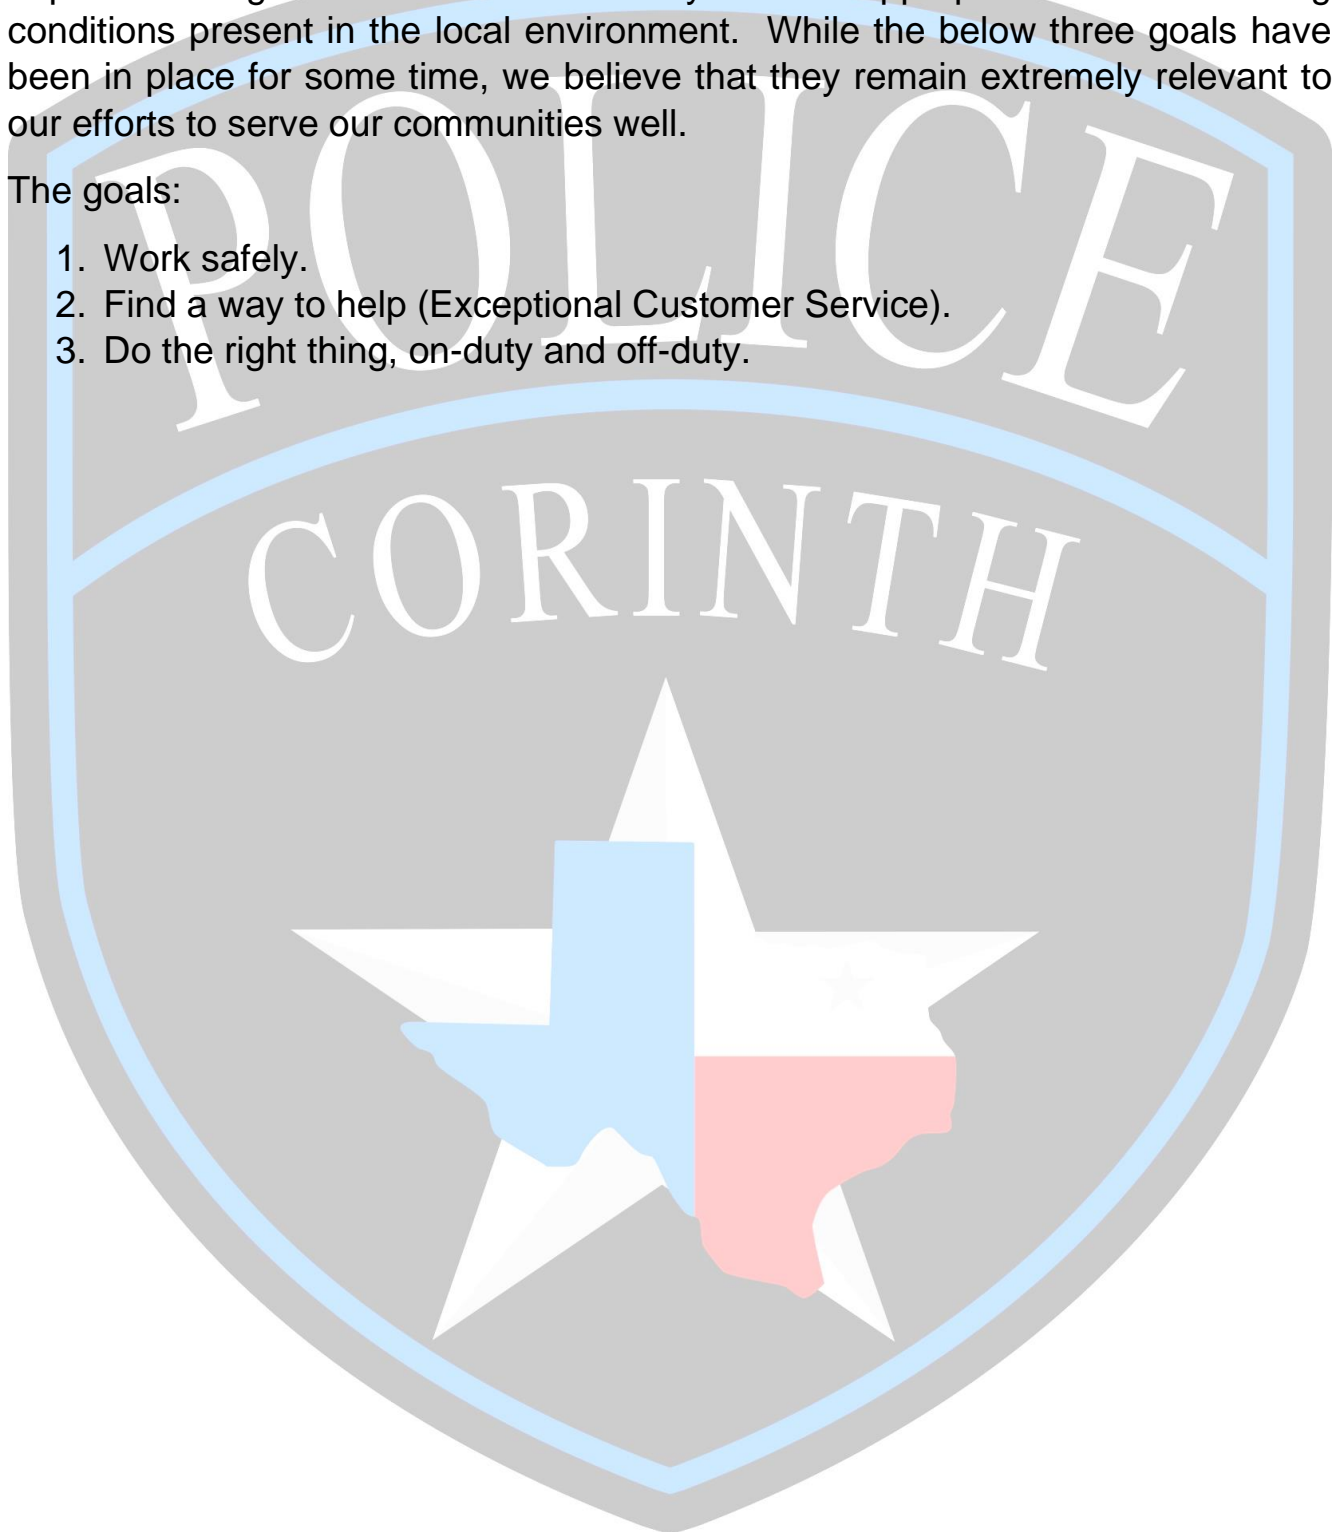 conditions present in the local environment. While the below three goals have
been in place for some time, we believe that they remain extremely relevant to
our efforts to serve our communities well.
The goals:
1. Work safely.
2. Find a way to help (Exceptional Customer Service).
3. Do the right thing, on-duty and off-duty.
POLICE
CORINTH